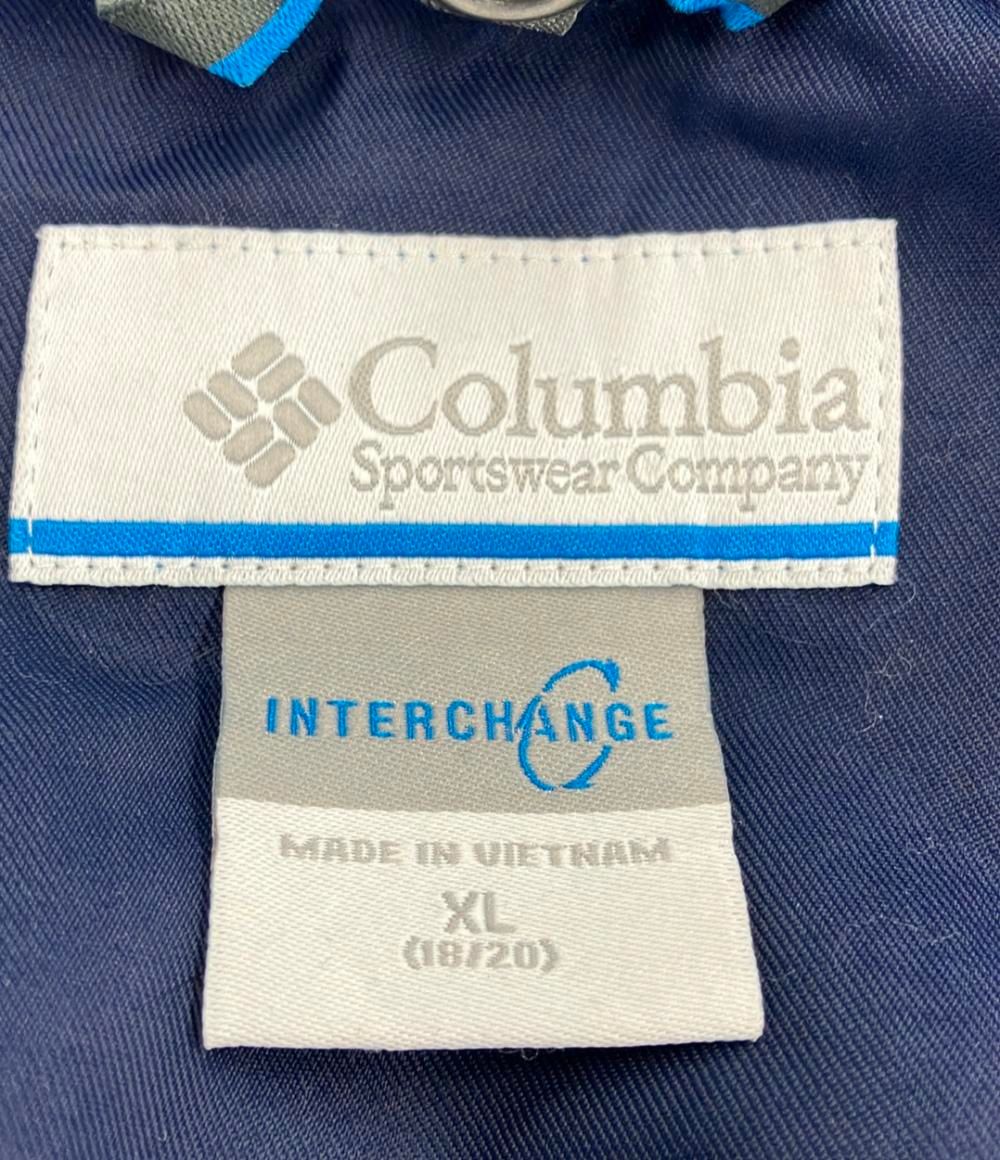 Columbia
Sportswear Company
INTERCHANGE
MADE IN VIETNAM
XL
(18/20)